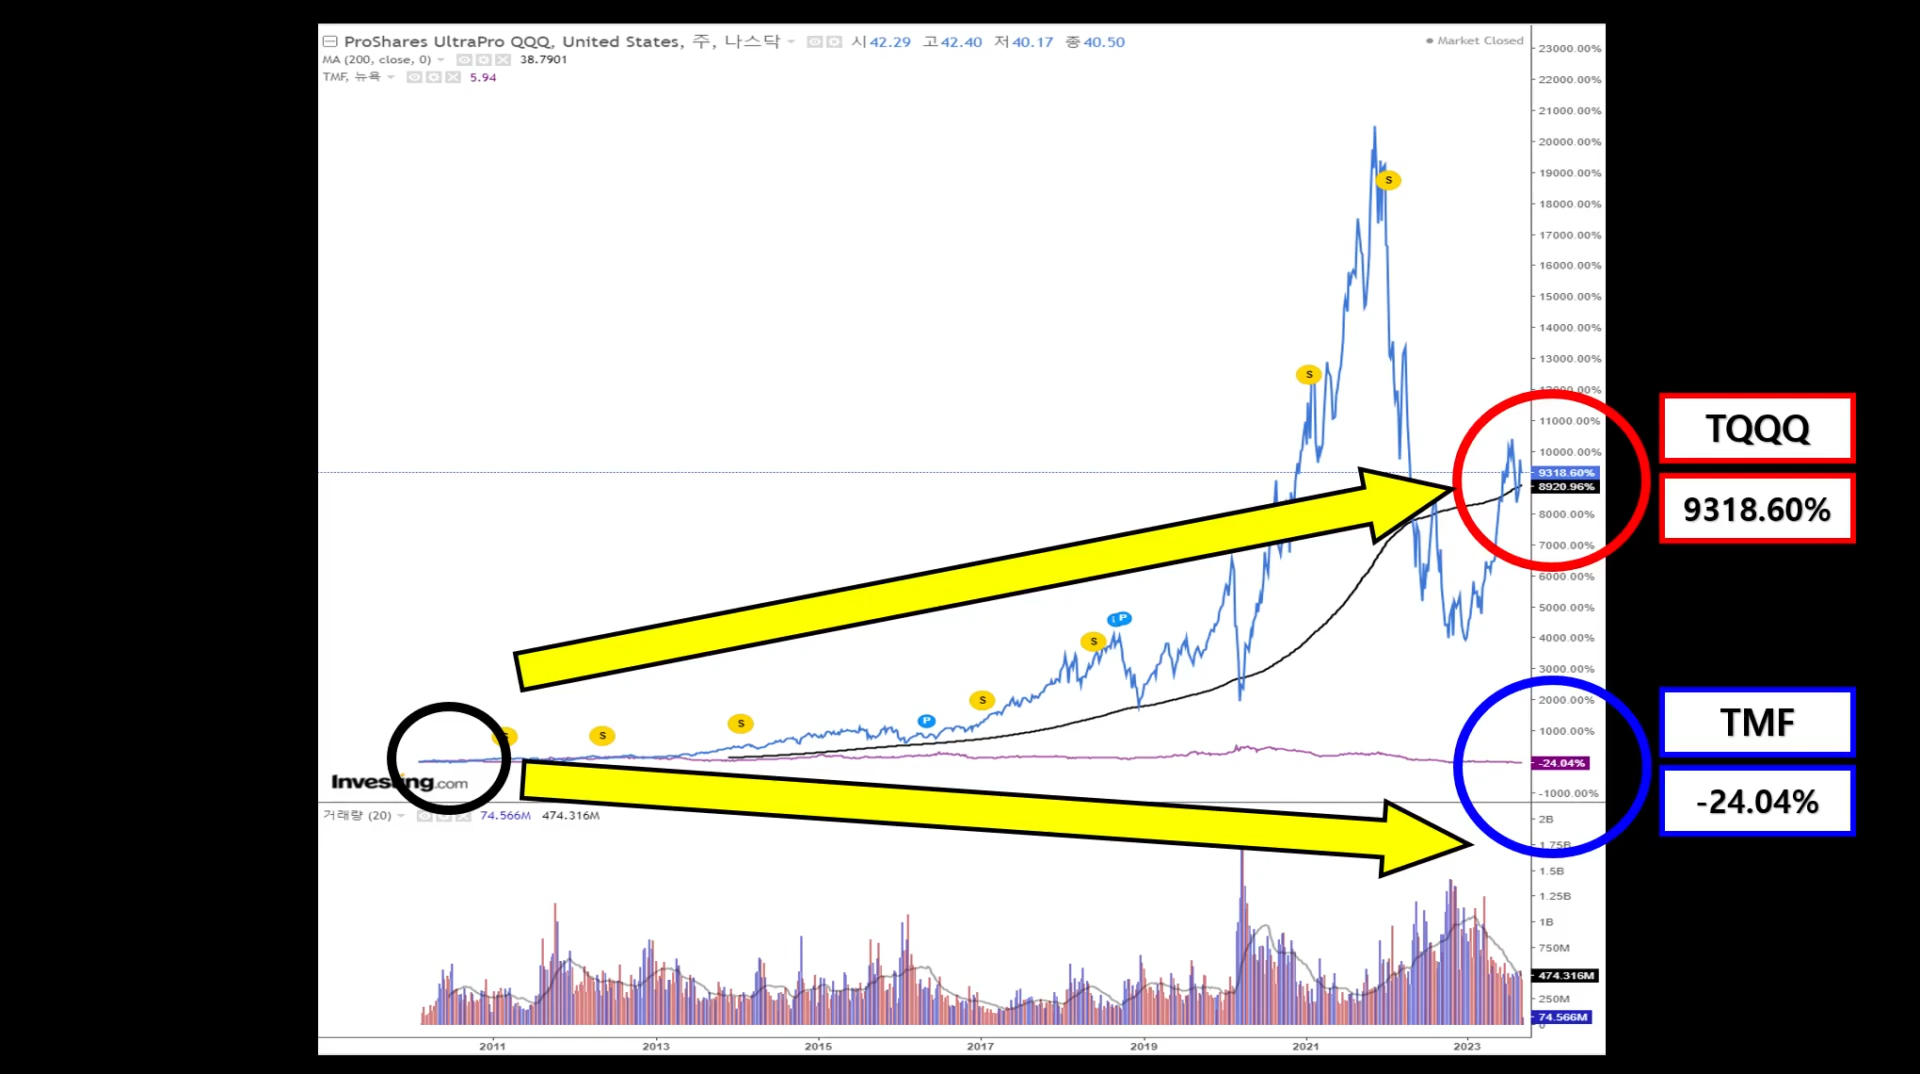 ProShares UltraPro QQQ, United States, 주, 나스닥 시42.29 고42.40 저40.17 종40.50
Market Closed
MA (200, close, 0) 38.7901
TMF, 뉴욕 5.94
23000.00%
22000.00%
21000.00%
20000.00%
19000.00%
18000.00%
17000.00%
16000.00%
15000.00%
14000.00%
13000.00%
12000.00%
11000.00%
10000.00%
9318.60%
8920.96%
8000.00%
7000.00%
6000.00%
5000.00%
4000.00%
3000.00%
2000.00%
1000.00%
-24.04%
-1000.00%
S
S
P
S
P
S
S
S
S
TQQQ
9318.60%
TMF
-24.04%
Investing.com
거래량 (20) 74.566M 474.316M
2B
1.75B
1.5B
1.25B
1B
750M
474.316M
250M
74.566M
0
2011 2013 2015 2017 2019 2021 2023